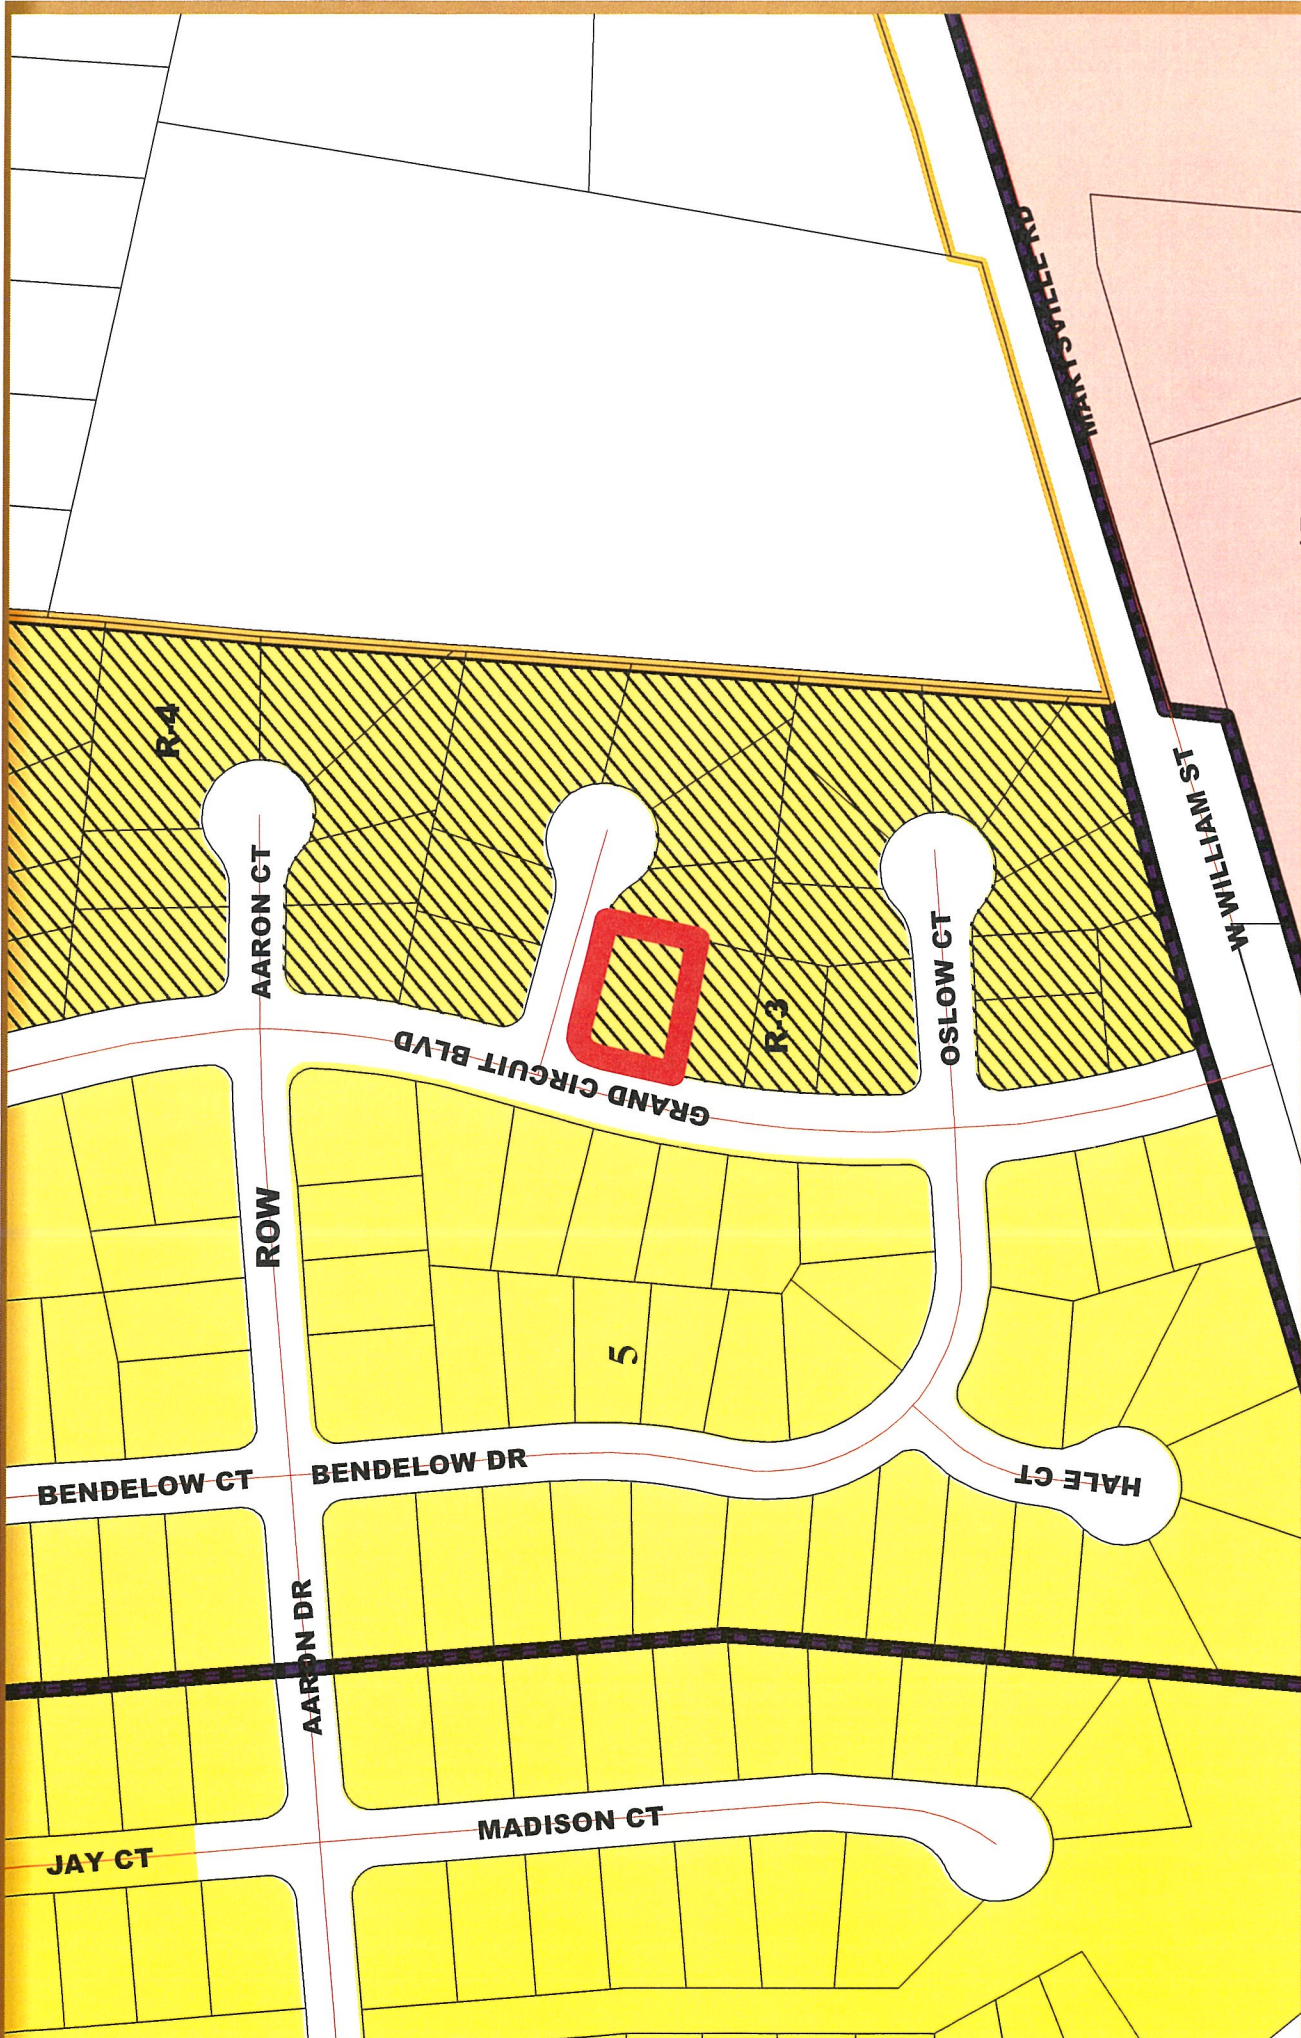 MARYSVILLE RD
R-4
W WILLIAM ST
AARON CT
OSLOW CT
R-3
GRAND CIRCUIT BLVD
ROW
5
BENDELOW CT
BENDELOW DR
HALE CT
AARON DR
MADISON CT
JAY CT